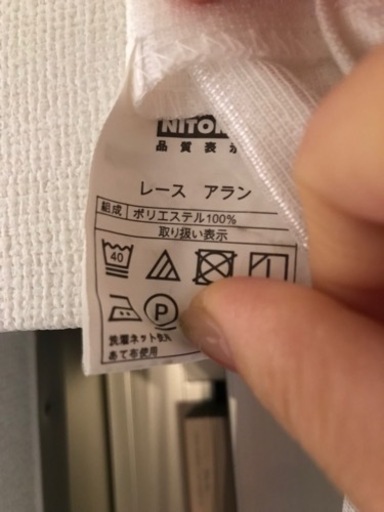 NITOR
品質表示
レース アラン
組成 ポリエステル100%
取り扱い表示
40
P
洗濯ネット使用
あて布使用